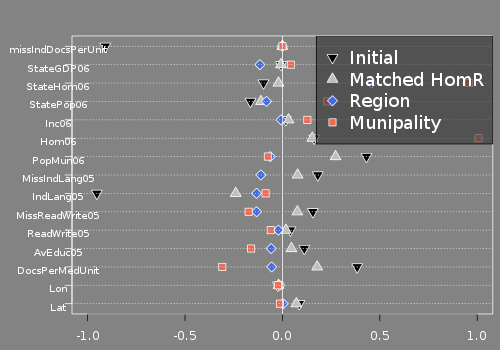 missIndDocsPerUnit
StateGDP06
StateHom06
StatePop06
Inc06
Hom06
PopMun06
MissIndLang05
IndLang05
MissReadWrite05
ReadWrite05
AvEduc05
DocsPerMedUnit
Lon
Lat
Initial
Matched HomR
Region
Munipality
-1.0 -0.5 0.0 0.5 1.0